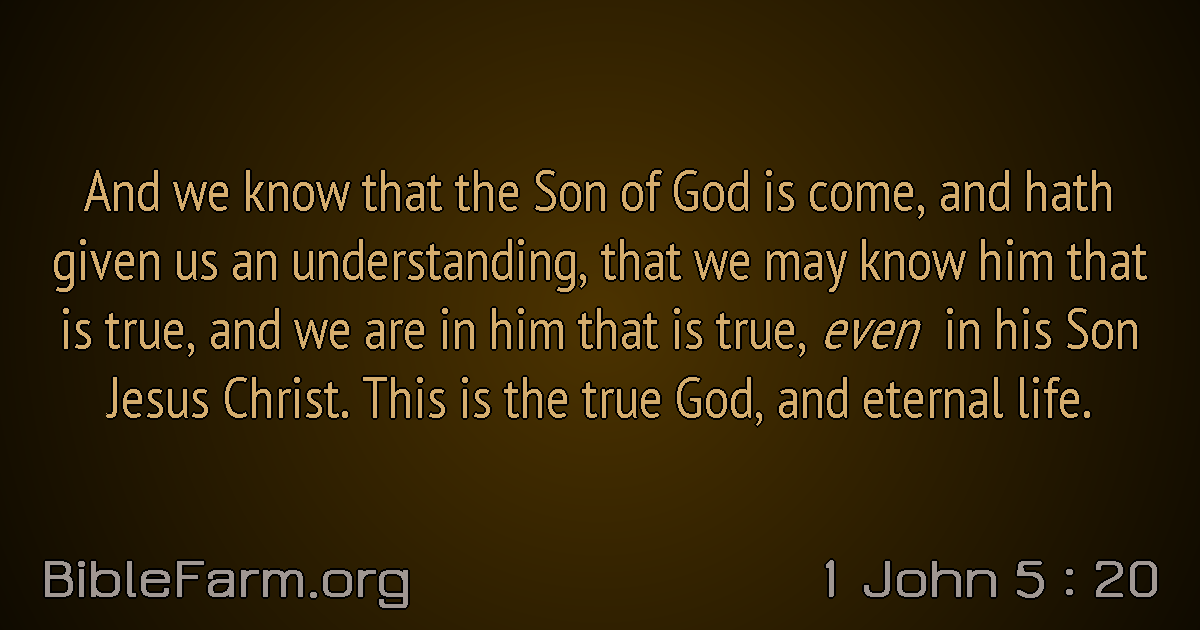 And we know that the Son of God is come, and hath
given us an understanding, that we may know him that
is true, and we are in him that is true, even in his Son
Jesus Christ. This is the true God, and eternal life.
BibleFarm.org
1 John 5 : 20